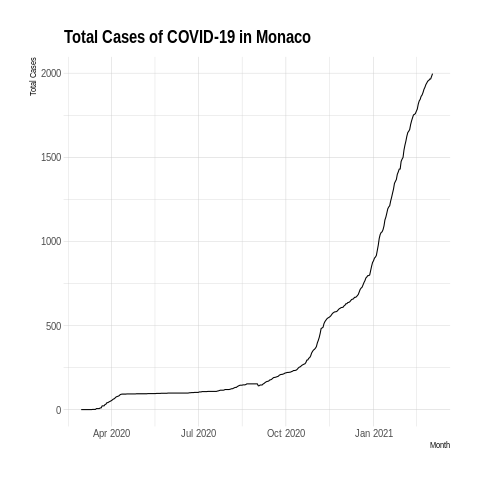 Total Cases of COVID-19 in Monaco
Total Cases
2000
1500
1000
500
0
Apr 2020 Jul 2020 Oct 2020 Jan 2021
Month